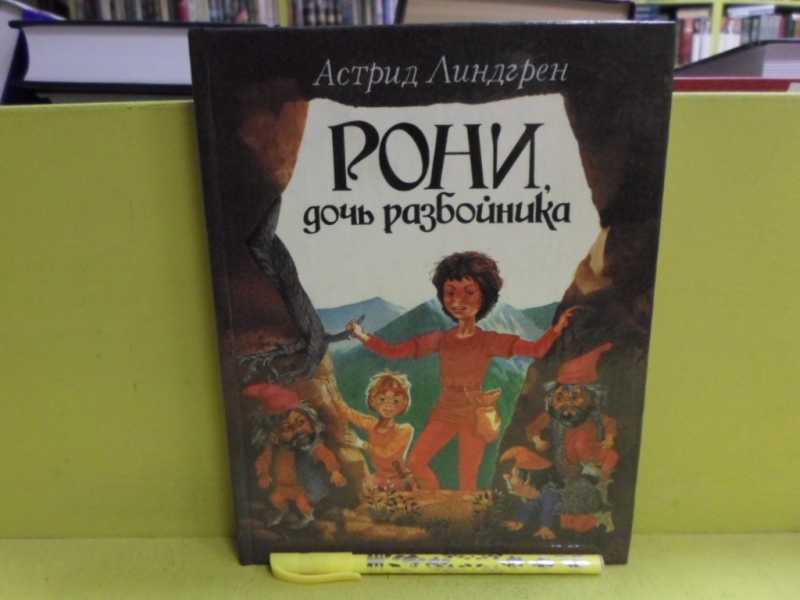 Астрид Линдгрен
РОНИ,
дочь разбойника